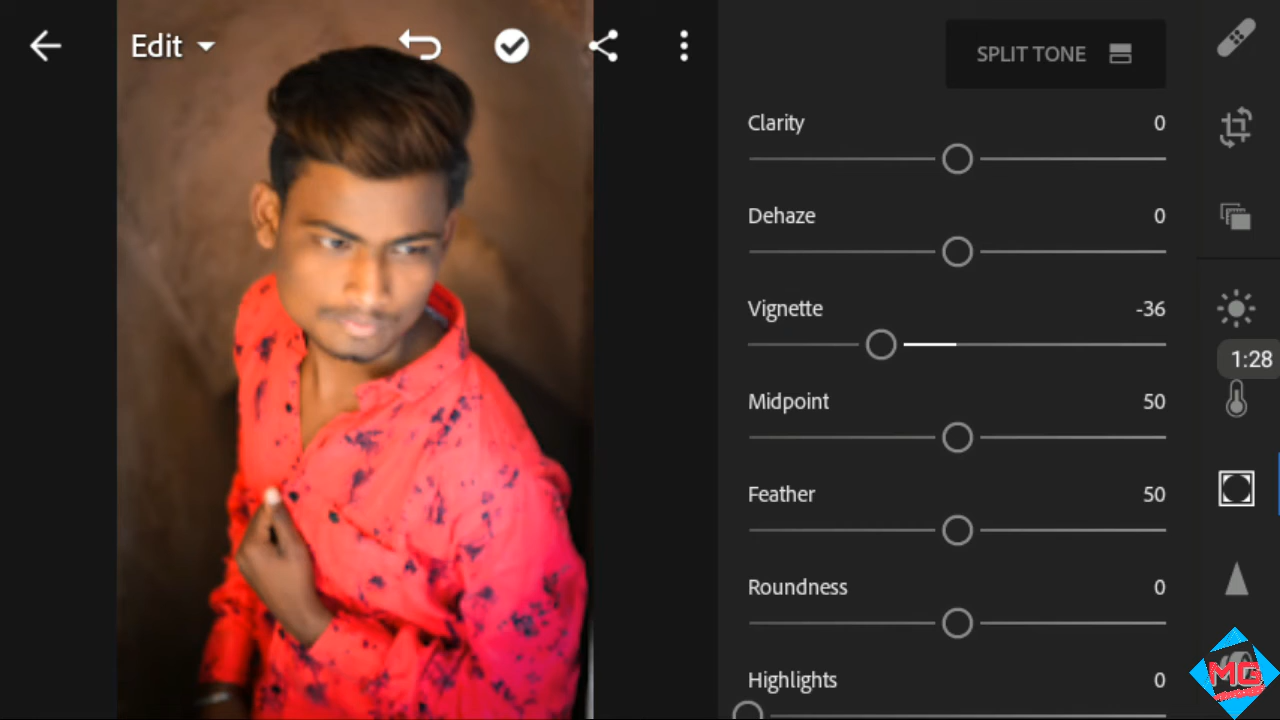 Edit
SPLIT TONE
Clarity 0
Dehaze 0
Vignette -36
1:28
Midpoint 50
Feather 50
Roundness 0
Highlights 0
MG